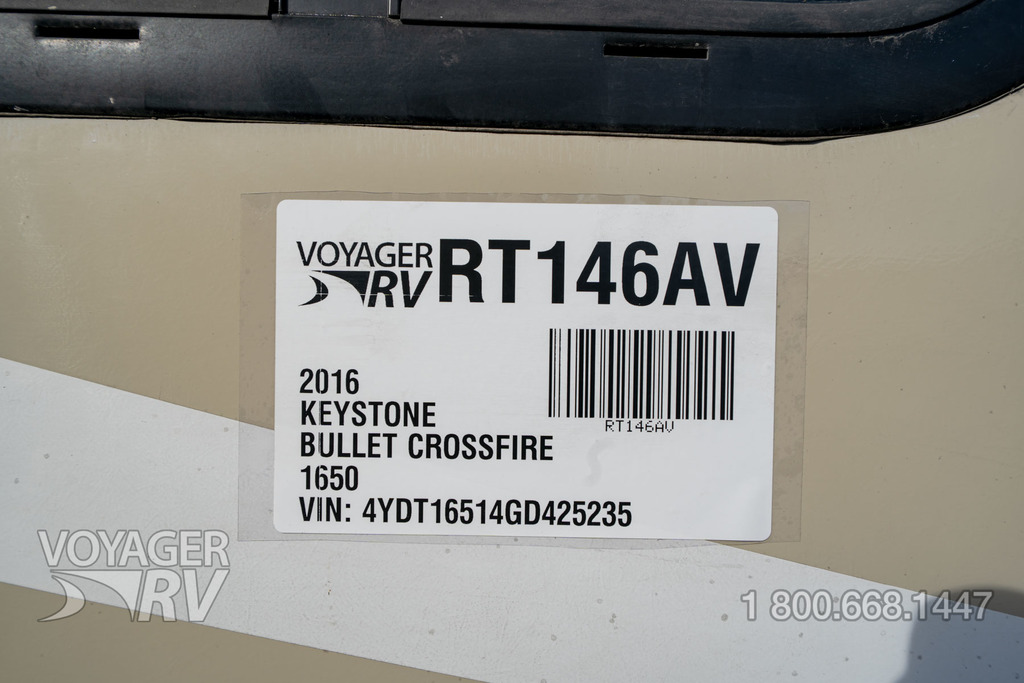 VOYAGER RV RT146AV
RT146AV
2016
KEYSTONE
BULLET CROSSFIRE
1650
VIN: 4YDT16514GD425235
VOYAGER
RV
1 800.668.1447